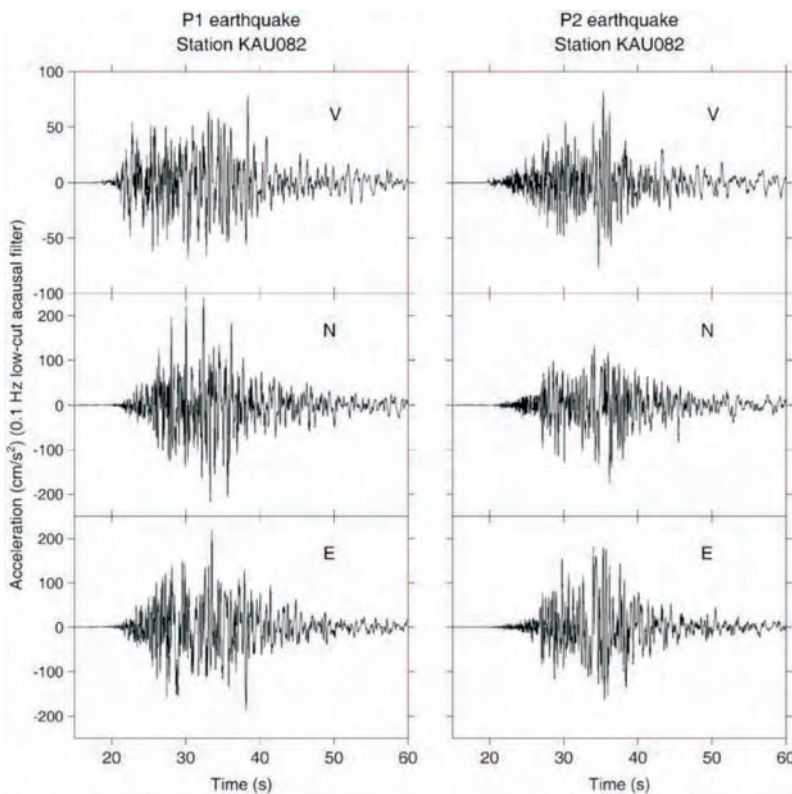 P1 earthquake
Station KAU082
P2 earthquake
Station KAU082
Acceleration (cm/s²) (0.1 Hz low-cut acausal filter)
100
50
0
-50
-100
V
V
200
100
0
-100
-200
N
N
200
100
0
-100
-200
E
E
20 30 40 50 60
20 30 40 50 60
Time (s)
Time (s)